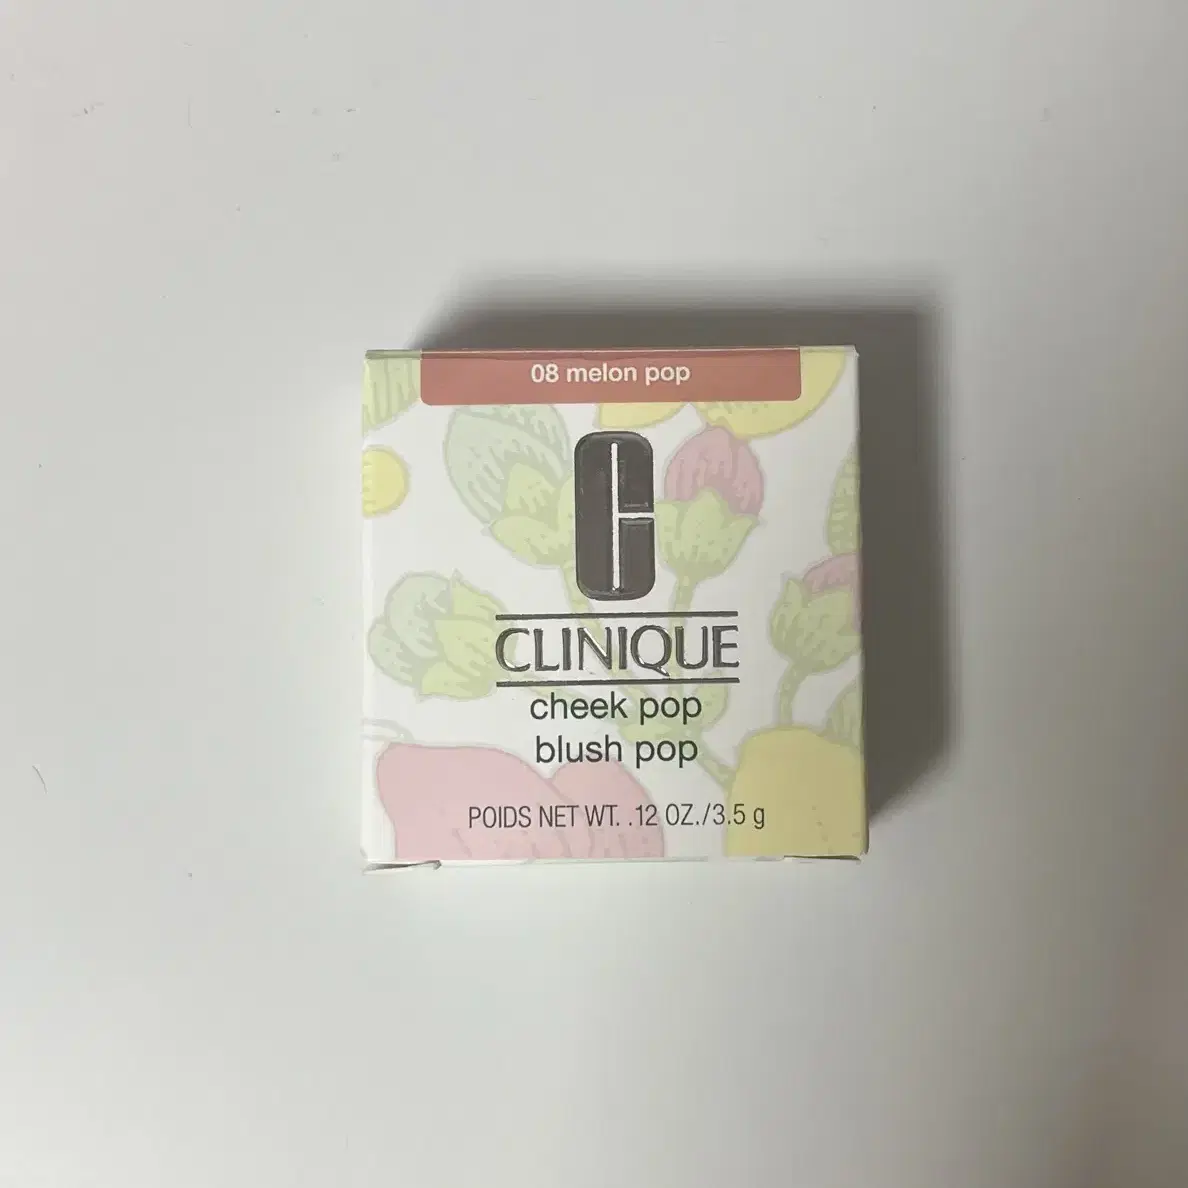 08 melon pop
C
CLINIQUE
cheek pop
blush pop
POIDS NET WT. .12 OZ./3.5 g